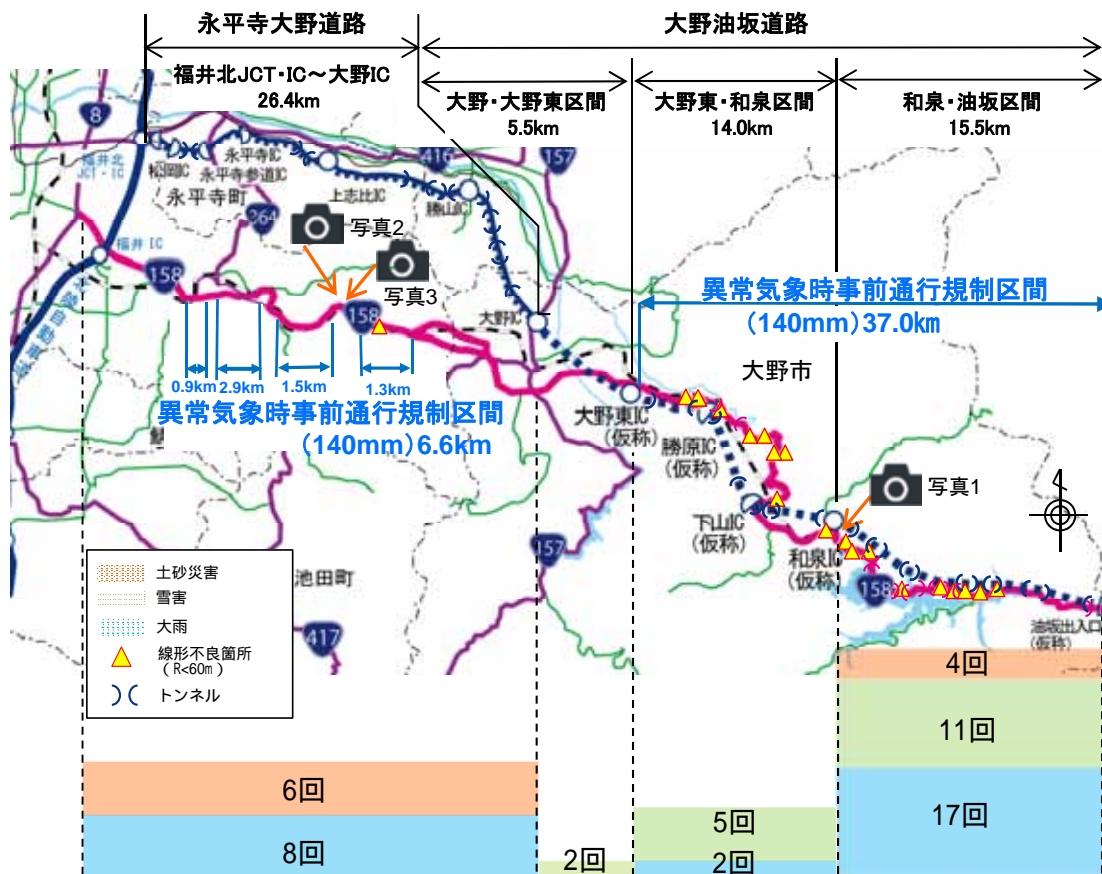 永平寺大野道路
大野油坂道路
福井北JCT・IC～大野IC
26.4km
大野・大野東区間
5.5km
大野東・和泉区間
14.0km
和泉・油坂区間
15.5km
8
416
157
福井北
JCT・IC
松岡IC
永平寺IC
永平寺参道IC
永平寺町
上志比IC
勝山IC
264
写真2
福井IC
158
写真3
158
大野IC
異常気象時事前通行規制区間
(140mm)37.0km
0.9km
2.9km
1.5km
1.3km
異常気象時事前通行規制区間
(140mm)6.6km
大野市
大野東IC
(仮称)
勝原IC
(仮称)
写真1
下山IC
(仮称)
和泉IC
(仮称)
157
158
池田町
417
油坂出入口
(仮称)
土砂災害
雪害
大雨
線形不良箇所
(R<60m)
トンネル
4回
11回
17回
6回
8回
2回
5回
2回